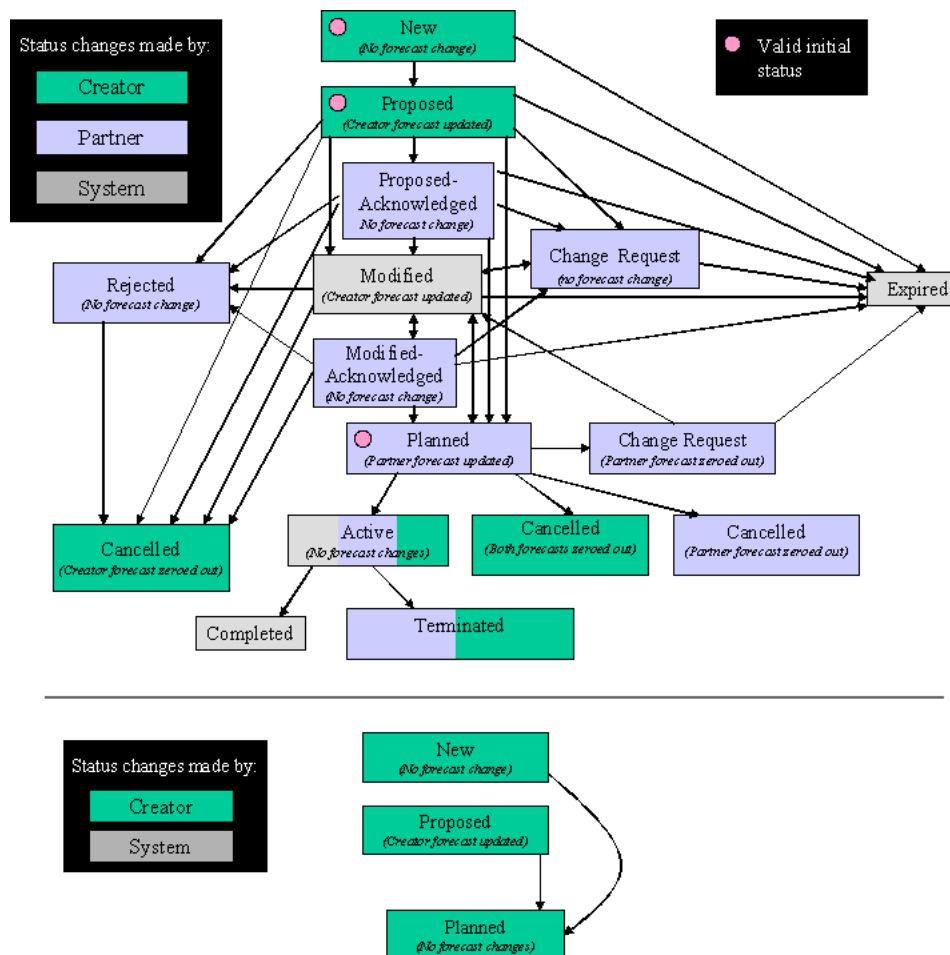 Status changes made by:
Creator
Partner
System
New
(No forecast change)
Valid initial
status
Proposed
(Creator forecast updated)
Proposed-
Acknowledged
No forecast change)
Rejected
(No forecast change)
Modified
(Creator forecast updated)
Change Request
(no forecast change)
Expired
Modified-
Acknowledged
(No forecast change)
Planned
(Partner forecast updated)
Change Request
(Partner forecast zeroed out)
Cancelled
(Creator forecast zeroed out)
Active
(No forecast changes)
Cancelled
(Both forecasts zeroed out)
Cancelled
(Partner forecast zeroed out)
Completed
Terminated
Status changes made by:
Creator
System
New
(No forecast change)
Proposed
(Creator forecast updated)
Planned
(No forecast changes)